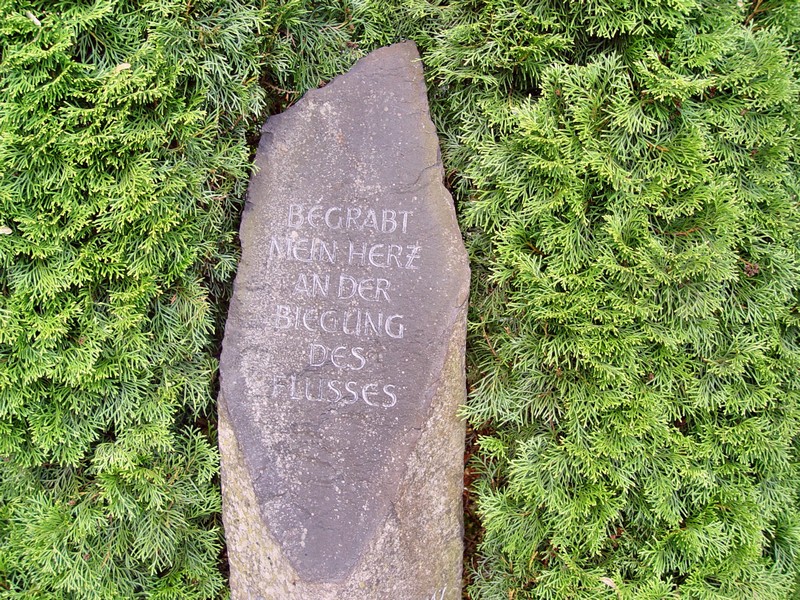 BEGRABT
MEIN HERZ
AN DER
BIEGUNG
DES
FLUSSES